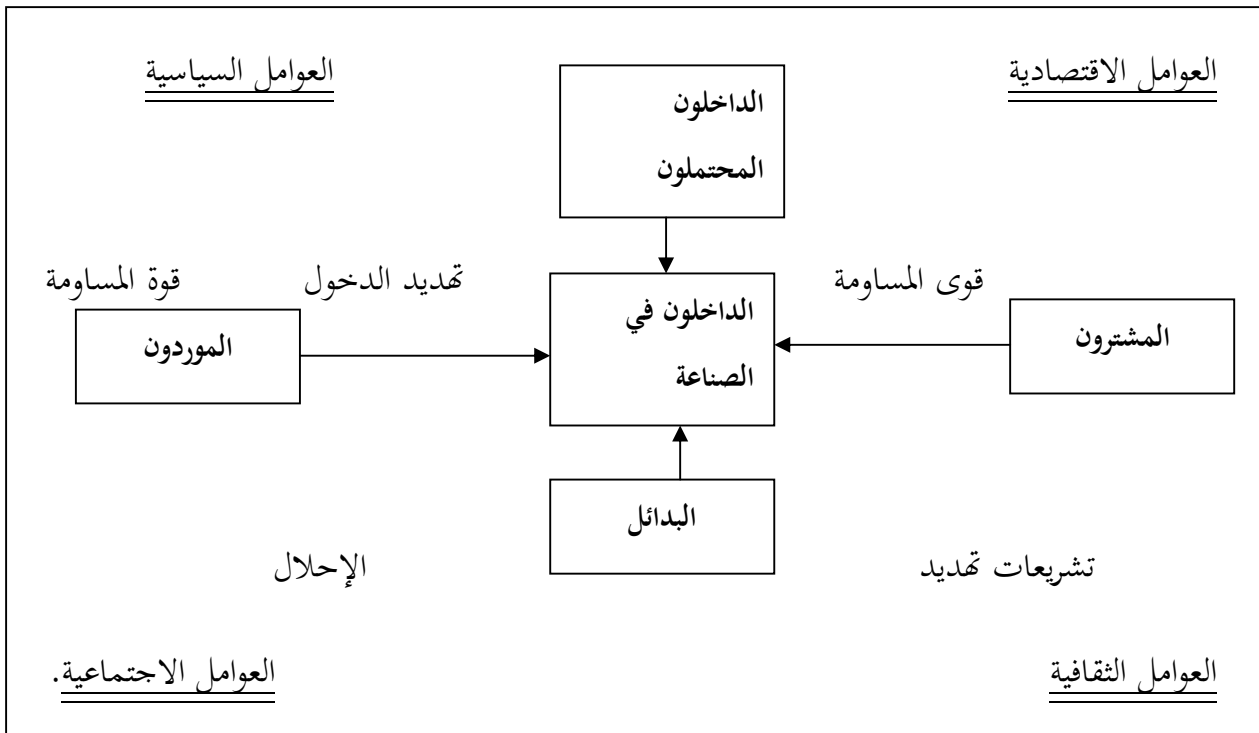 العوامل الاقتصادية
العوامل السياسية
الداخلون
المحتملون
قوى المساومة
تهديد الدخول
قوة المساومة
المشترون
الداخلون في
الصناعة
الموردون
البدائل
تشريعات تهديد
الإحلال
العوامل الثقافية
العوامل الاجتماعية.